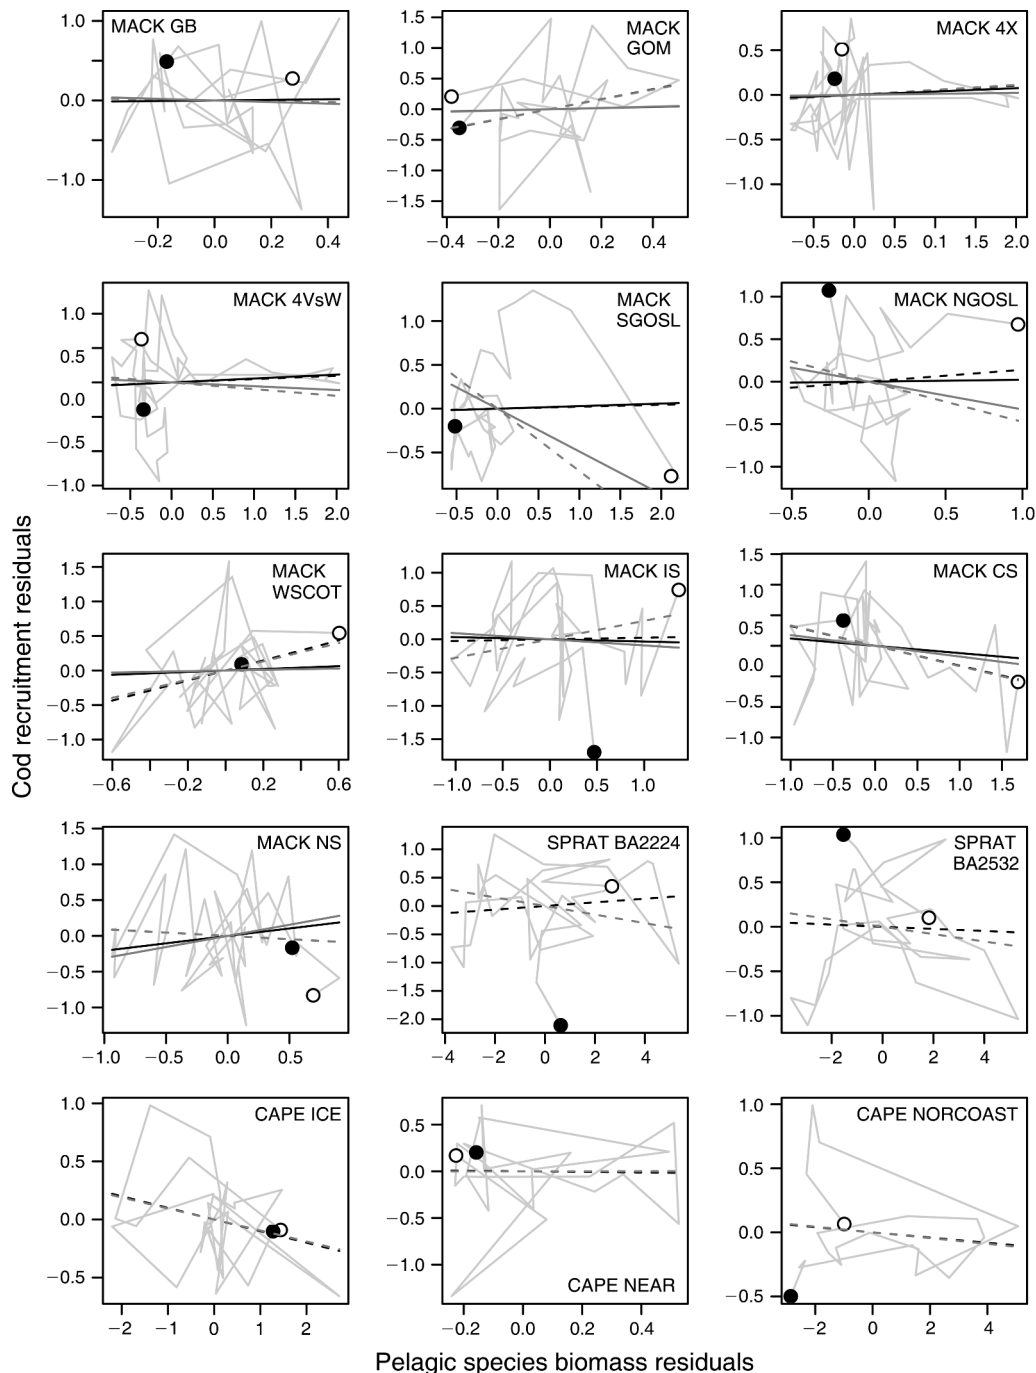 MACK GB
1.0
0.0
−1.0
−0.2 0.0 0.2 0.4
MACK
GOM
1.5
1.0
0.5
0.0
−0.5
−1.0
−1.5
−0.4 −0.2 0.0 0.2 0.4
MACK 4X
0.5
0.0
−0.5
−1.0
−0.5 0.0 0.5 0.1 0.5 2.0
MACK 4VsW
1.0
0.5
0.0
−0.5
−1.0
−0.5 0.0 0.5 1.0 1.5 2.0
MACK
SGOSL
1.0
0.5
0.0
−0.5
−0.5 0.0 0.5 1.0 1.5 2.0
MACK NGOSL
1.0
0.5
0.0
−0.5
−1.0
−0.5 0.0 0.5 1.0
Cod recruitment residuals
MACK
WSCOT
1.5
1.0
0.5
0.0
−0.5
−1.0
−0.6 −0.2 0.2 0.6
MACK IS
1.0
0.5
0.0
−0.5
−1.0
−1.5
−1.0 −0.5 0.0 0.5 1.0
MACK CS
1.5
1.0
0.5
0.0
−0.5
−1.0
−1.0 −0.5 0.0 0.5 1.0 1.5
MACK NS
1.5
1.0
0.5
0.0
−0.5
−1.0
−1.0 −0.5 0.0 0.5
SPRAT BA2224
1.0
0.5
0.0
−0.5
−1.0
−1.5
−2.0
−4 −2 0 2 4
SPRAT
BA2532
1.0
0.5
0.0
−0.5
−1.0
−2 0 2 4
CAPE ICE
1.0
0.5
0.0
−0.5
−2 −1 0 1 2
CAPE NEAR
0.5
0.0
−1.0
−0.2 0.0 0.2 0.4
CAPE NORCOAST
1.0
0.5
0.0
−0.5
−2 0 2 4
Pelagic species biomass residuals